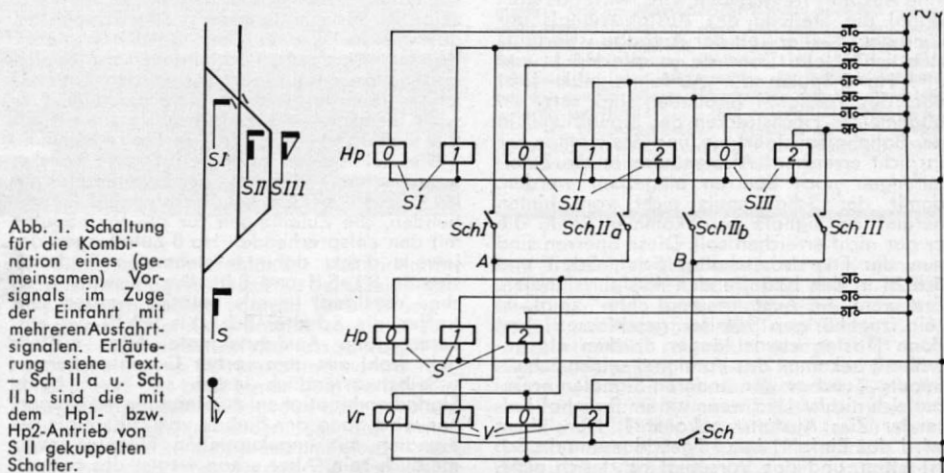 Abb. 1. Schaltung
für die Kombi-
nation eines (ge-
meinsamen) Vor-
signals im Zuge
der Einfahrt mit
mehreren Ausfahr-
signalen. Erläute-
rung siehe Text.
– Sch II a u. Sch
II b sind die mit
dem Hp1- bzw.
Hp2-Antrieb von
S II gekuppelten
Schalter.
SI
SII SIII
S
V
Hp 0 1 0 1 2 0 2
SI SII SIII
SchI SchIIa SchIIb SchIII
A B
Hp 0 1 2
S
Vr 0 1 0 2
V Sch